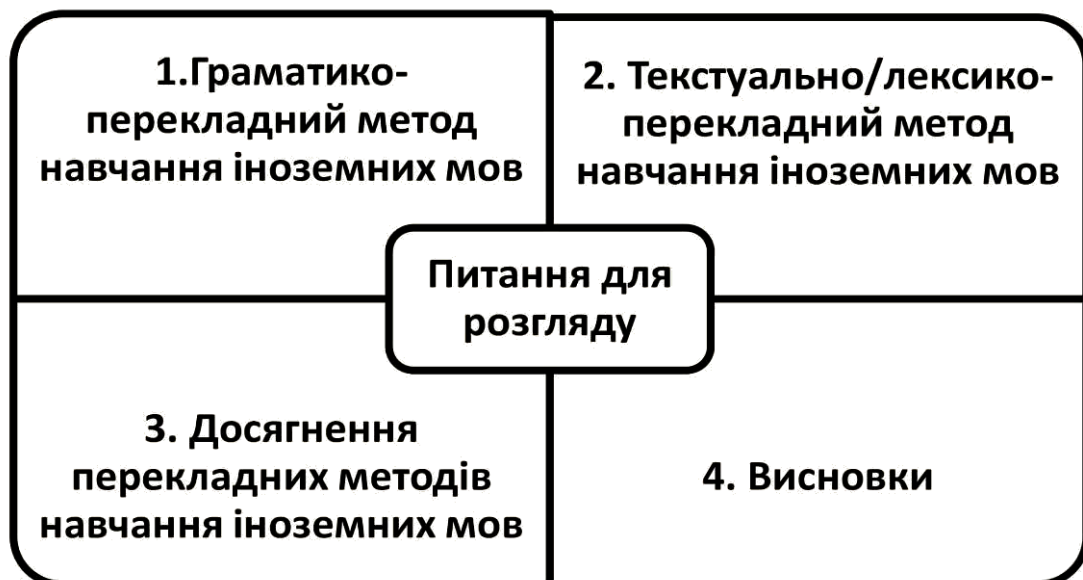 1.Граматико-
перекладний метод
навчання іноземних мов
2. Текстуально/лексико-
перекладний метод
навчання іноземних мов
Питання для
розгляду
3. Досягнення
перекладних методів
навчання іноземних мов
4. Висновки